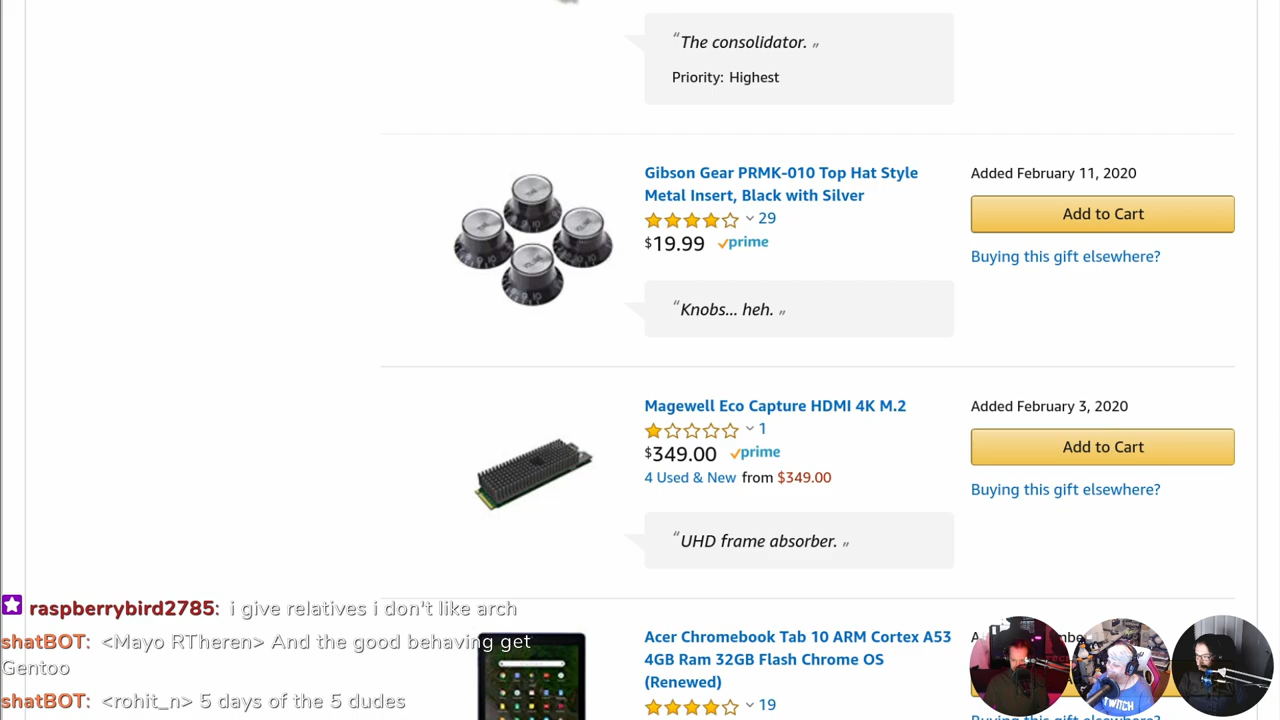 “The consolidator. „
Priority: Highest
Gibson Gear PRMK-010 Top Hat Style
Metal Insert, Black with Silver
29
$19.99 prime
“Knobs... heh. „
Added February 11, 2020
Add to Cart
Buying this gift elsewhere?
Magewell Eco Capture HDMI 4K M.2
1
$349.00 prime
4 Used & New from $349.00
“UHD frame absorber. „
Added February 3, 2020
Add to Cart
Buying this gift elsewhere?
Acer Chromebook Tab 10 ARM Cortex A53
4GB Ram 32GB Flash Chrome OS
(Renewed)
19
raspberrybird2785: i give relatives i don't like arch
shatBOT: <Mayo RTheren> And the good behaving get
Gentoo
shatBOT: <rohit_n> 5 days of the 5 dudes
TWITCH